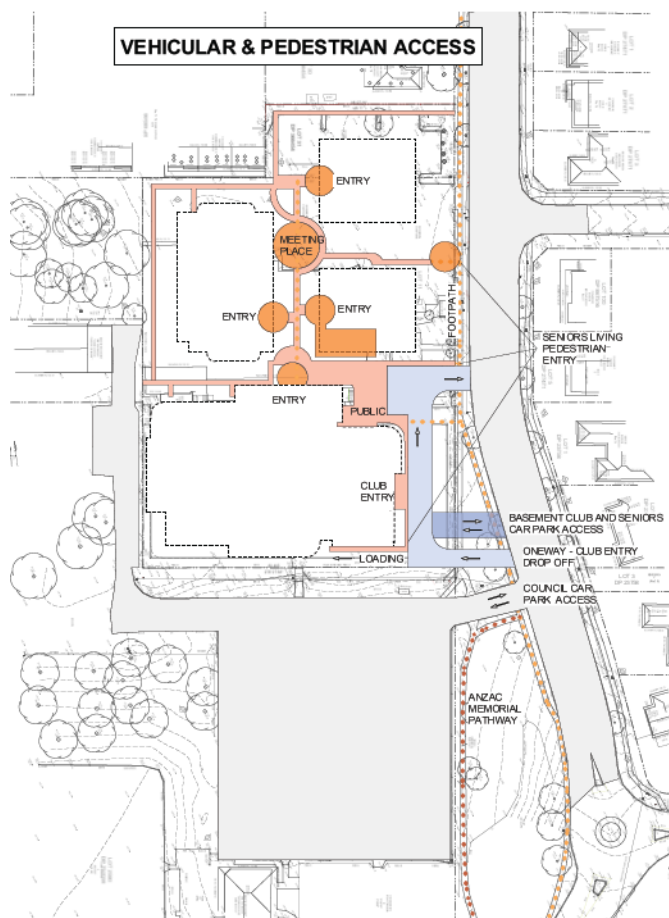 VEHICULAR & PEDESTRIAN ACCESS
ENTRY
MEETING
PLACE
ENTRY
ENTRY
FOOTPATH
SENIORS LIVING
PEDESTRIAN
ENTRY
ENTRY
PUBLIC
CLUB
ENTRY
BASEMENT CLUB AND SENIORS
CAR PARK ACCESS
LOADING
ONEWAY - CLUB ENTRY
DROP OFF
COUNCIL CAR
PARK ACCESS
ANZAC
MEMORIAL
PATHWAY